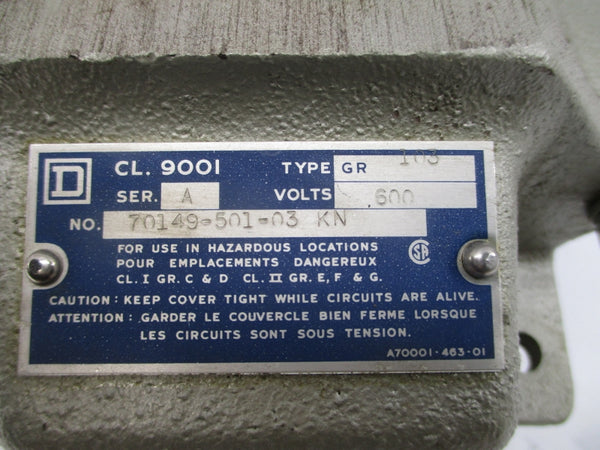 D CL. 9001 TYPE GR 103
SER. A VOLTS 600
NO. 70149-501-03 KN
FOR USE IN HAZARDOUS LOCATIONS
POUR EMPLACEMENTS DANGEREUX
CL. I GR. C & D CL. II GR. E, F & G.
SA
CAUTION: KEEP COVER TIGHT WHILE CIRCUITS ARE ALIVE.
ATTENTION: GARDER LE COUVERCLE BIEN FERME LORSQUE
LES CIRCUITS SONT SOUS TENSION.
A70001-463-01